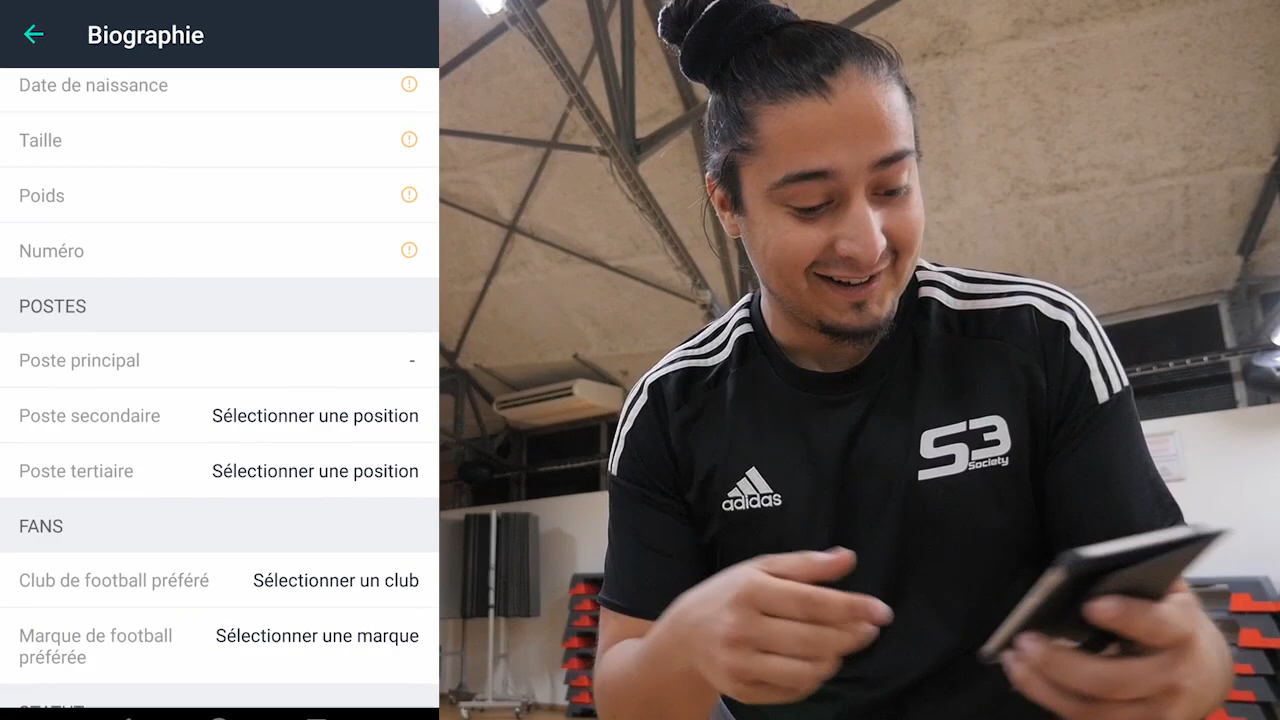 Biographie
Date de naissance
Taille
Poids
Numéro
POSTES
Poste principal -
Poste secondaire Sélectionner une position
Poste tertiaire Sélectionner une position
FANS
Club de football préféré Sélectionner un club
Marque de football Sélectionner une marque
préférée
adidas
S3
Society